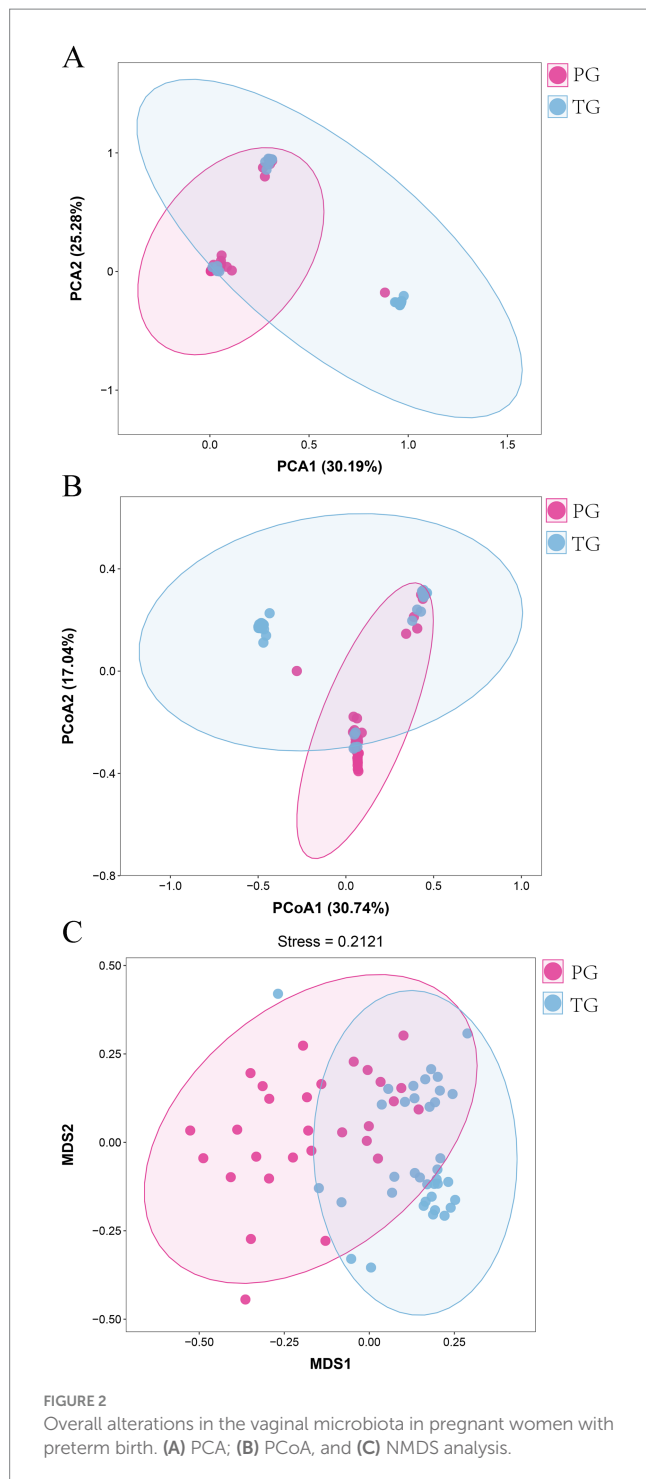 A
PG
TG
1
0
−1
PCA2 (25.28%)
0.0 0.5 1.0 1.5
PCA1 (30.19%)
B
PG
TG
0.4
0.0
−0.4
−0.8
PCoA2 (17.04%)
−1.0 −0.5 0.0 0.5 1.0
PCoA1 (30.74%)
C
Stress = 0.2121
PG
TG
0.50
0.25
0.00
−0.25
−0.50
MDS2
−0.50 −0.25 0.00 0.25
MDS1
FIGURE 2
Overall alterations in the vaginal microbiota in pregnant women with
preterm birth. (A) PCA; (B) PCoA, and (C) NMDS analysis.